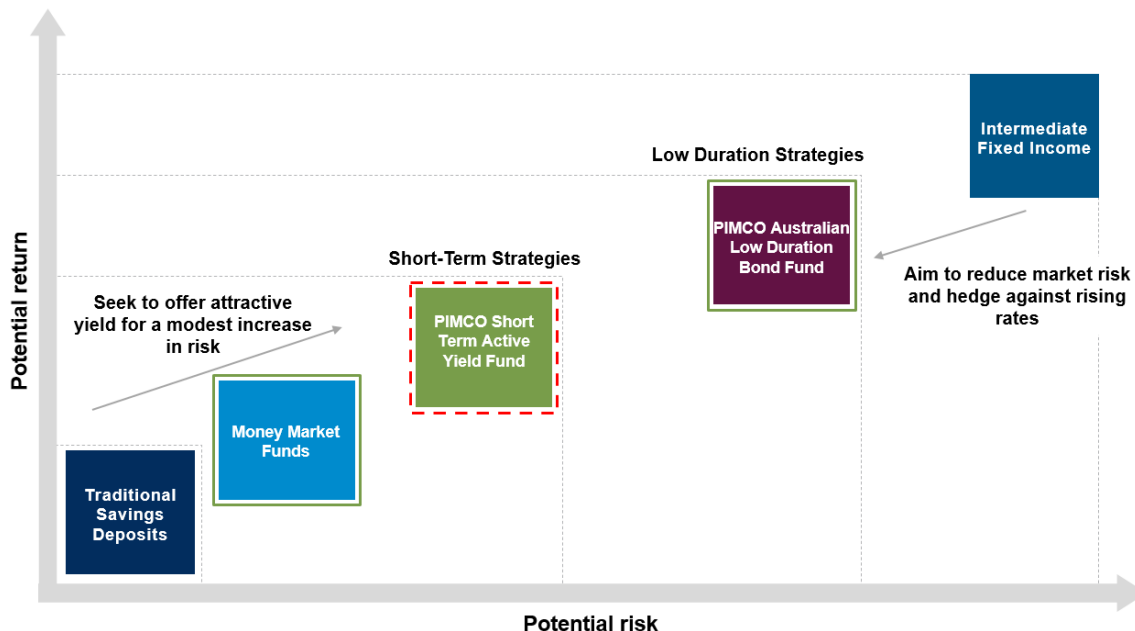 Potential return
Intermediate
Fixed Income
Low Duration Strategies
PIMCO Australian
Low Duration
Bond Fund
Aim to reduce market risk
and hedge against rising
rates
Short-Term Strategies
PIMCO Short
Term Active
Yield Fund
Seek to offer attractive
yield for a modest increase
in risk
Money Market
Funds
Traditional
Savings
Deposits
Potential risk